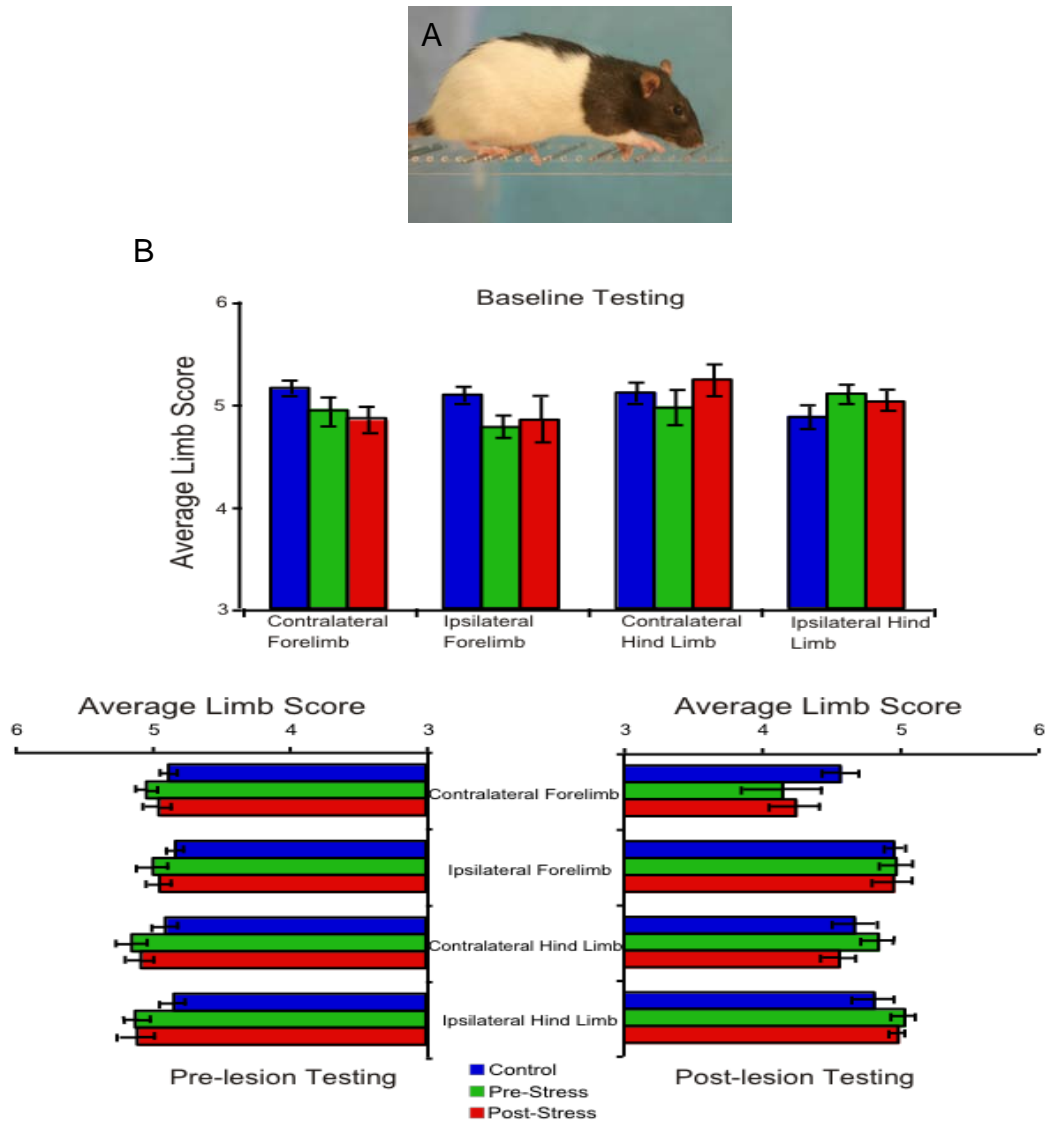 A
B
Baseline Testing
Average Limb Score
6
5
4
3
Contralateral
Forelimb
Ipsilateral
Forelimb
Contralateral
Hind Limb
Ipsilateral Hind
Limb
Average Limb Score
6 5 4 3
Average Limb Score
3 4 5 6
Contralateral Forelimb
Ipsilateral Forelimb
Contralateral Hind Limb
Ipsilateral Hind Limb
Pre-lesion Testing
Post-lesion Testing
Control
Pre-Stress
Post-Stress